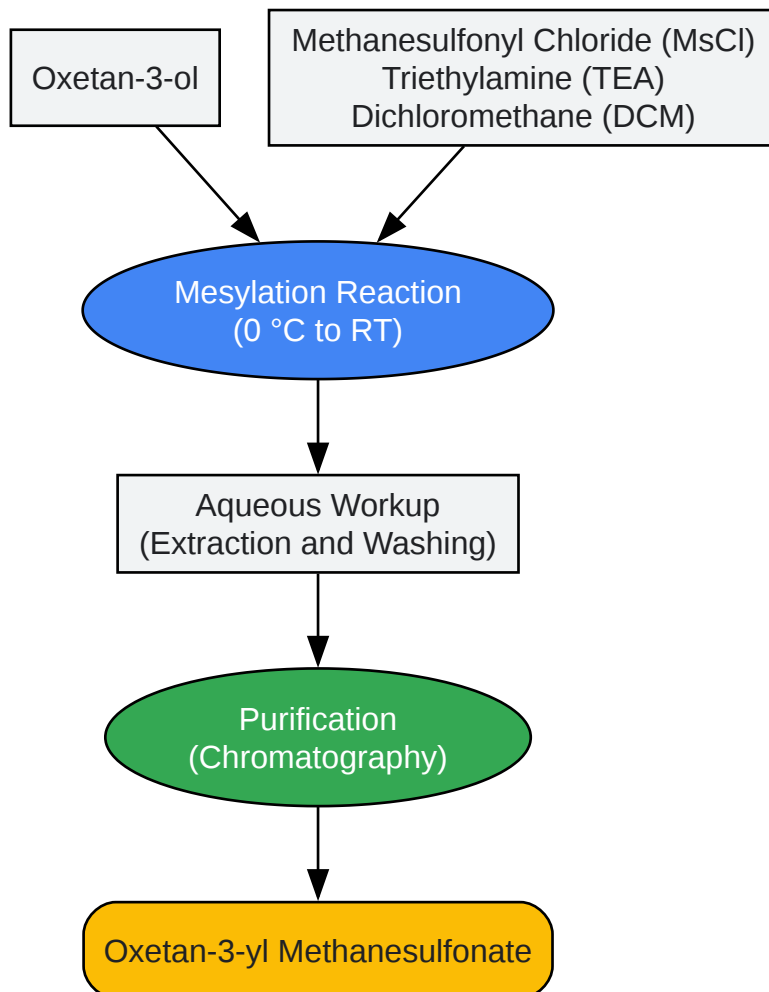 Oxetan-3-ol
Methanesulfonyl Chloride (MsCl)
Triethylamine (TEA)
Dichloromethane (DCM)
Mesylation Reaction
(0 °C to RT)
Aqueous Workup
(Extraction and Washing)
Purification
(Chromatography)
Oxetan-3-yl Methanesulfonate